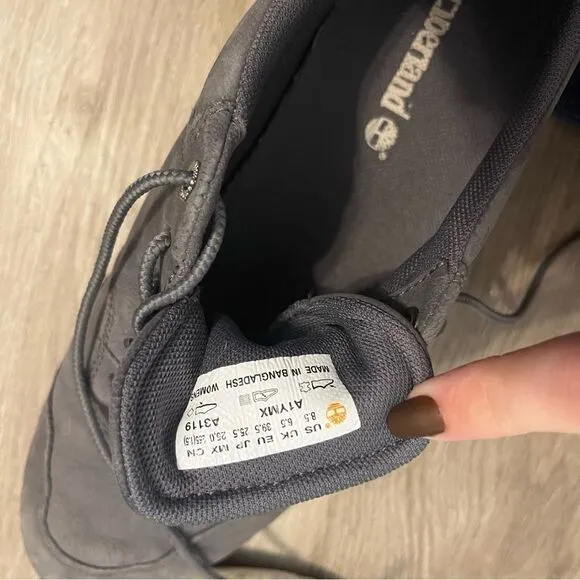 Timberland
US UK EU JP MX CN
8.5 6.5 39.5 25.5 25.0 255(1.5)
A1YMX A3119
MADE IN BANGLADESH WOMENS